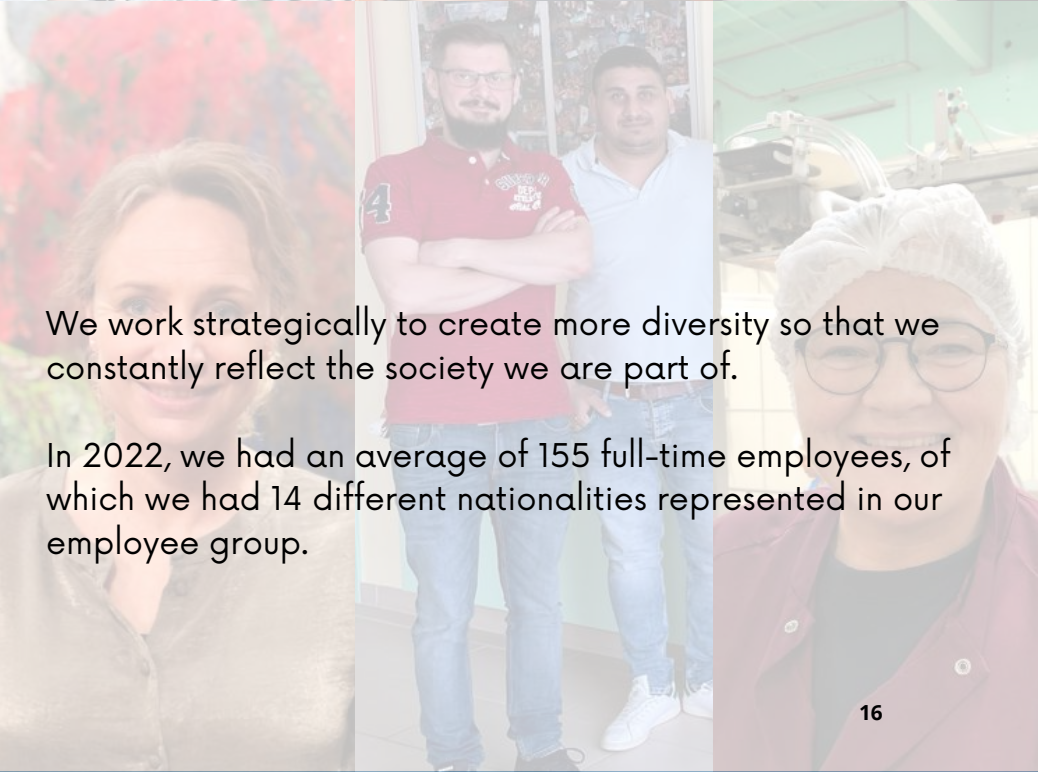 We work strategically to create more diversity so that we
constantly reflect the society we are part of.
In 2022, we had an average of 155 full-time employees, of
which we had 14 different nationalities represented in our
employee group.
16